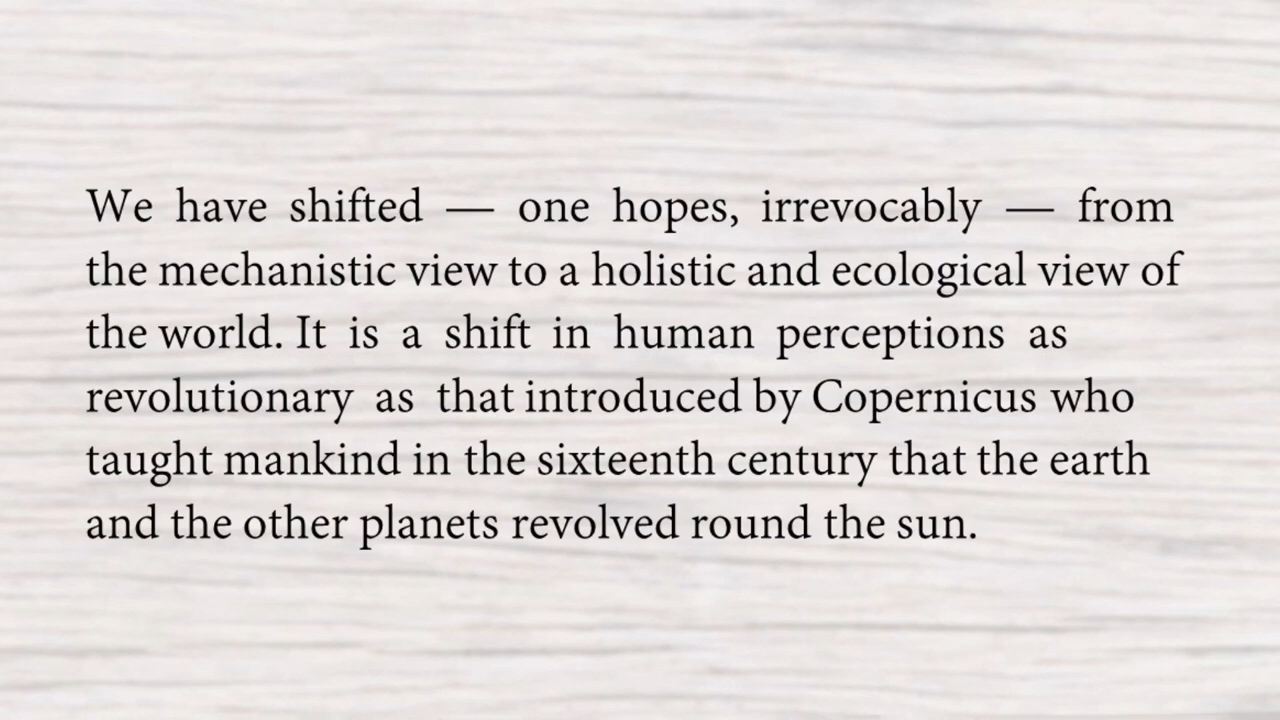 We have shifted — one hopes, irrevocably — from
the mechanistic view to a holistic and ecological view of
the world. It is a shift in human perceptions as
revolutionary as that introduced by Copernicus who
taught mankind in the sixteenth century that the earth
and the other planets revolved round the sun.